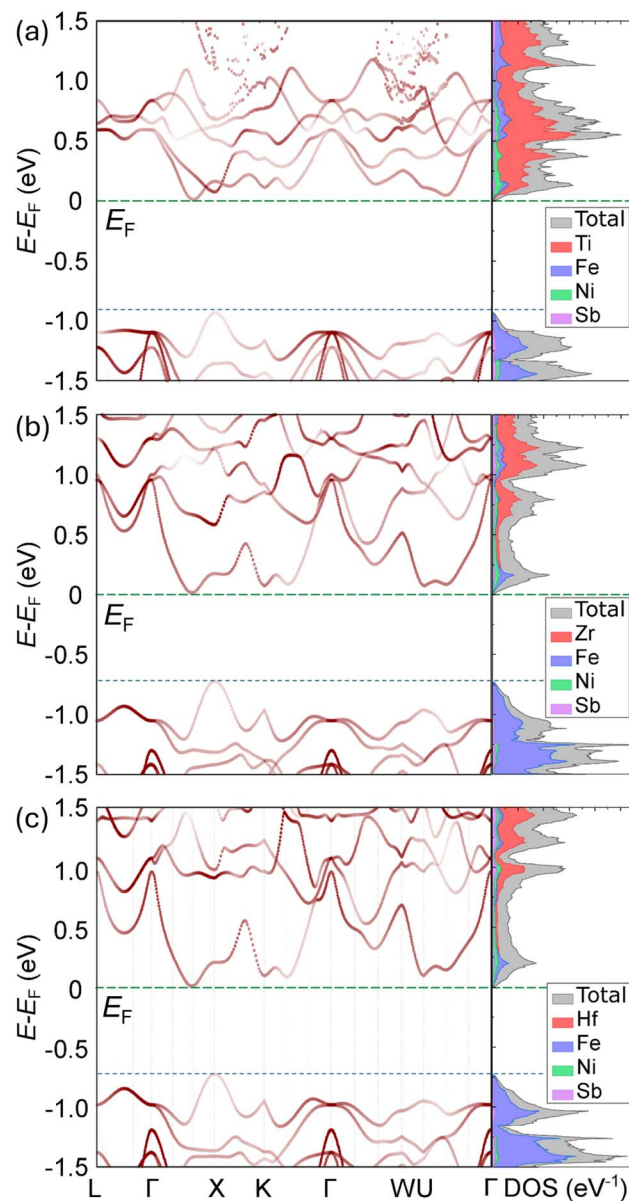 (a)
1.5
1.0
0.5
0
-0.5
-1.0
-1.5
E-E_F (eV)
E_F
Total
Ti
Fe
Ni
Sb
(b)
1.5
1.0
0.5
0
-0.5
-1.0
-1.5
E-E_F (eV)
E_F
Total
Zr
Fe
Ni
Sb
(c)
1.5
1.0
0.5
0
-0.5
-1.0
-1.5
E-E_F (eV)
E_F
Total
Hf
Fe
Ni
Sb
L Γ X K Γ WU Γ DOS (eV⁻¹)